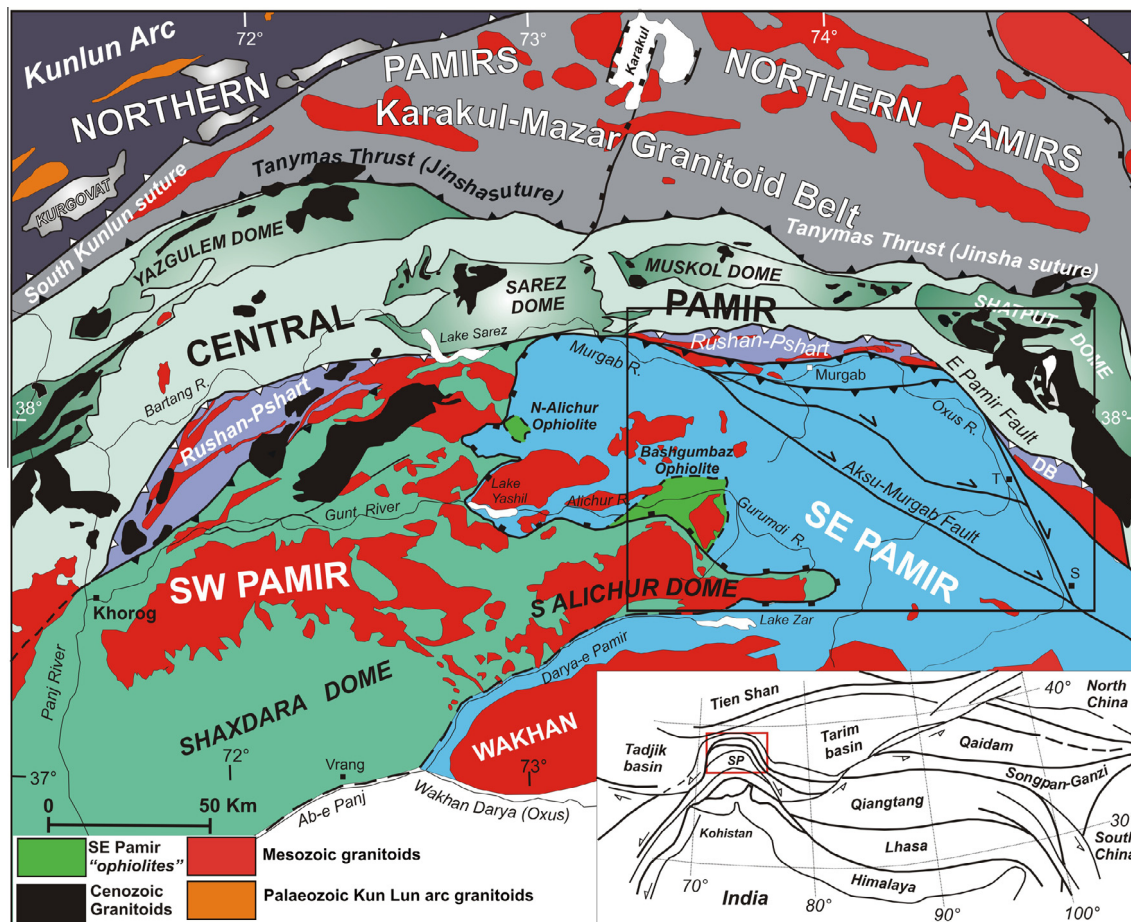 Kunlun Arc
72°
73°
74°
NORTHERN
PAMIRS
Karakul
NORTHERN PAMIRS
Karakul-Mazar Granitoid Belt
KURGOVAT
South Kunlun suture
Tanymas Thrust (Jinshasuture)
Tanymas Thrust (Jinsha suture)
YAZGULEM DOME
SAREZ
DOME
MUSKOL DOME
SHATPUT
DOME
CENTRAL
PAMIR
Lake Sarez
Bartang R.
Rushan-Pshart
Rushan-Pshart
Murgab R.
Murgab
E Pamir Fault
Oxus R.
38°
38°
N-Alichur
Ophiolite
Bashgumbaz
Ophiolite
DB
Lake
Yashil
Alichur R.
Aksu-Murgab Fault
T
Gunt River
Gurumdi R.
SE PAMIR
SW PAMIR
S ALICHUR DOME
S
Khorog
Lake Zar
Darya-e Pamir
Panj River
SHAXDARA DOME
WAKHAN
72°
73°
37°
Vrang
Ab-e Panj
Wakhan Darya (Oxus)
0
50 Km
SE Pamir
"ophiolites"
Mesozoic granitoids
Cenozoic
Granitoids
Palaeozoic Kun Lun arc granitoids
Tien Shan
40°
North
China
Tadjik
basin
SP
Tarim
basin
Qaidam
Songpan-Ganzi
Qiangtang
Kohistan
Lhasa
30°
South
China
Himalaya
70°
India
80°
90°
100°